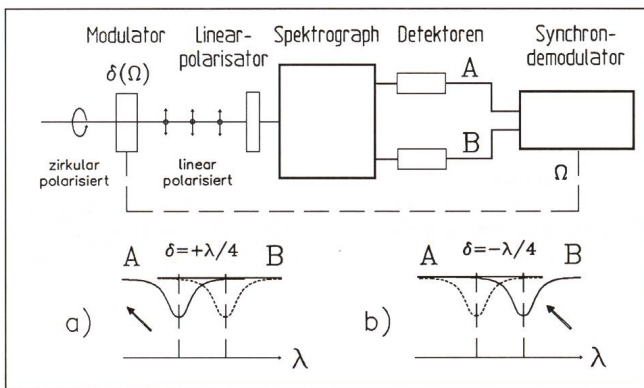 Modulator
δ(Ω)
Linear-
polarisator
Spektrograph
Detektoren
Synchron-
demodulator
A
B
Ω
zirkular
polarisiert
linear
polarisiert
A δ=+λ/4 B
a)
λ
A δ=−λ/4 B
b)
λ